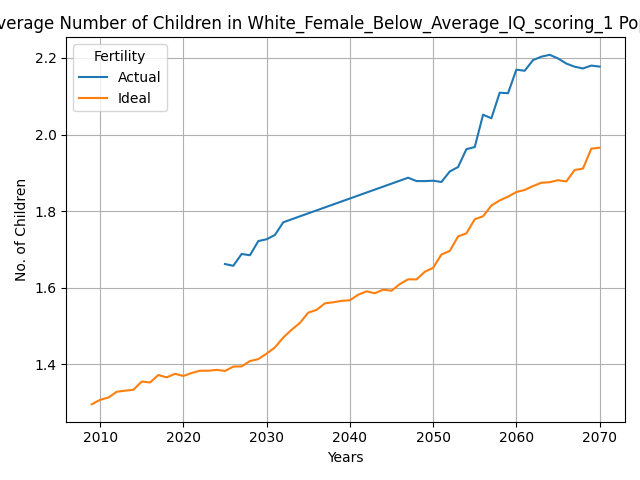 verage Number of Children in White_Female_Below_Average_IQ_scoring_1 Po
Fertility
Actual
Ideal
No. of Children
2.2
2.0
1.8
1.6
1.4
2010 2020 2030 2040 2050 2060 2070
Years